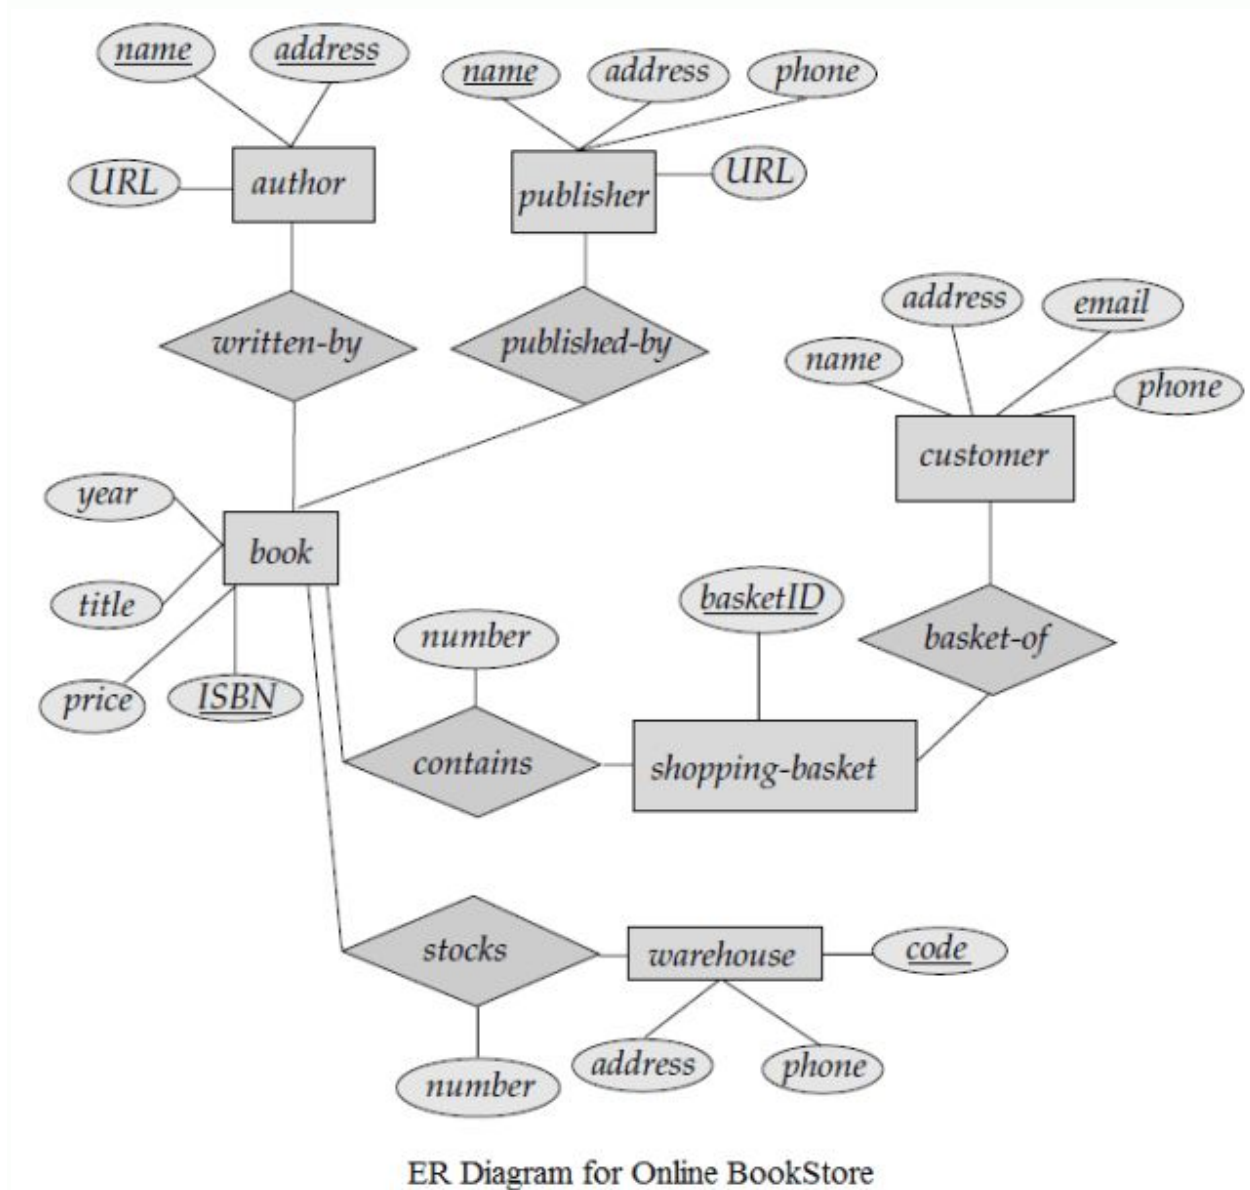 name
address
name
address
phone
URL
author
publisher
URL
written-by
published-by
address
email
name
phone
customer
year
book
title
price
ISBN
number
basketID
basket-of
contains
shopping-basket
stocks
warehouse
code
number
address
phone
ER Diagram for Online BookStore